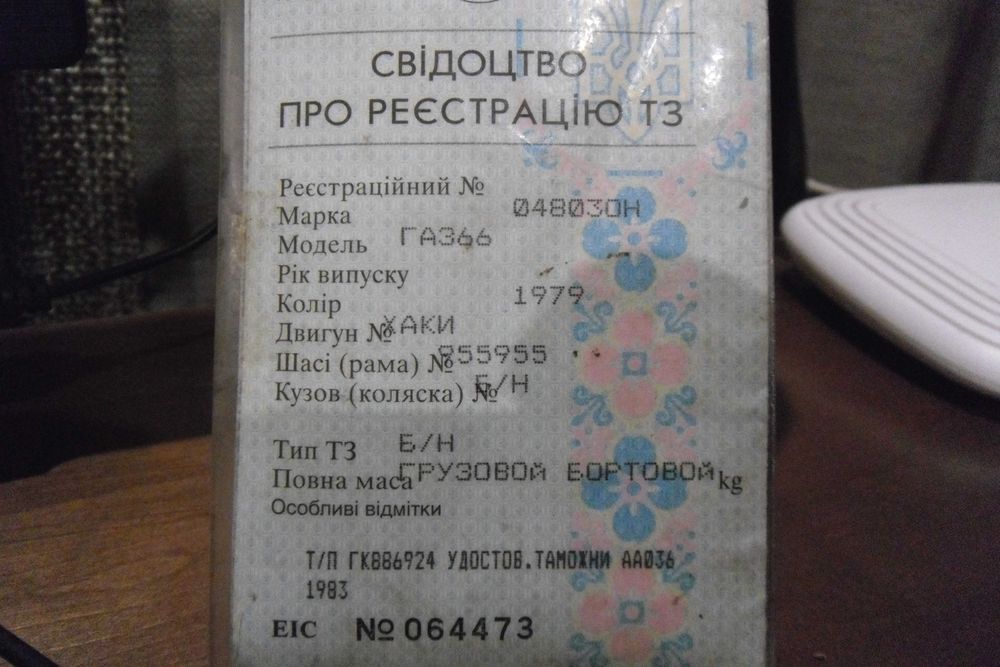 СВІДОЦТВО
ПРО РЕЄСТРАЦІЮ ТЗ
Реєстраційний №
Марка 04803ОН
Модель ГАЗ66
Рік випуску
Колір 1979
Двигун № ХАКИ
Шасі (рама) № 855955
Кузов (коляска) № Б/Н
Тип ТЗ Б/Н
Повна маса ГРУЗОВОЙ БОРТОВОЙ kg
Особливі відмітки
Т/П ГК886924 УДОСТОВ.ТАМОЖНИ АА036
1983
ЕІС №064473